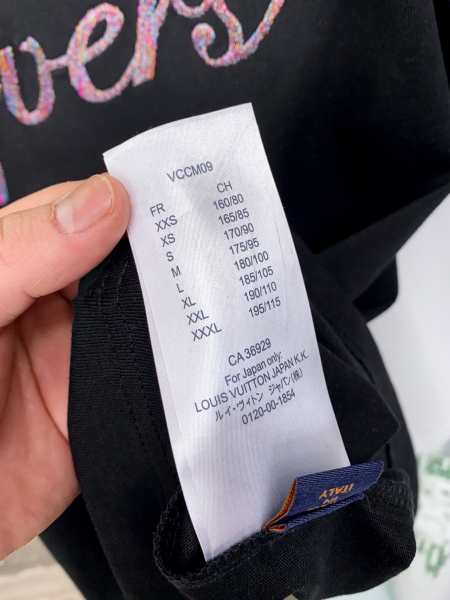 vers
VCCM09
FR CH
XXS 160/80
XS 165/85
S 170/90
M 175/95
L 180/100
XL 185/105
XXL 190/110
XXXL 195/115
CA 36929
For Japan only:
LOUIS VUITTON JAPAN K.K.
ルイ・ヴィトン ジャパン(株)
0120-00-1854
IN
ITALY